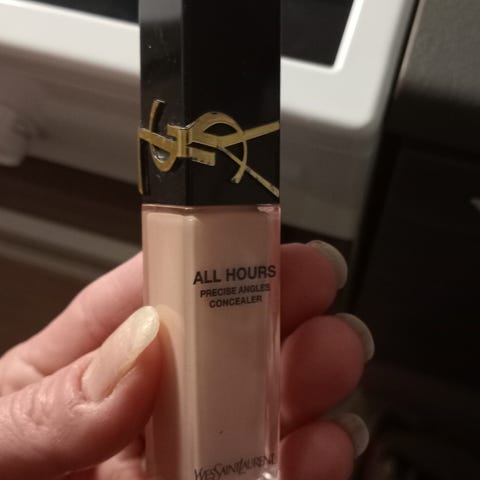 YSL
ALL HOURS
PRECISE ANGLES
CONCEALER
YVESSAINTLAURENT